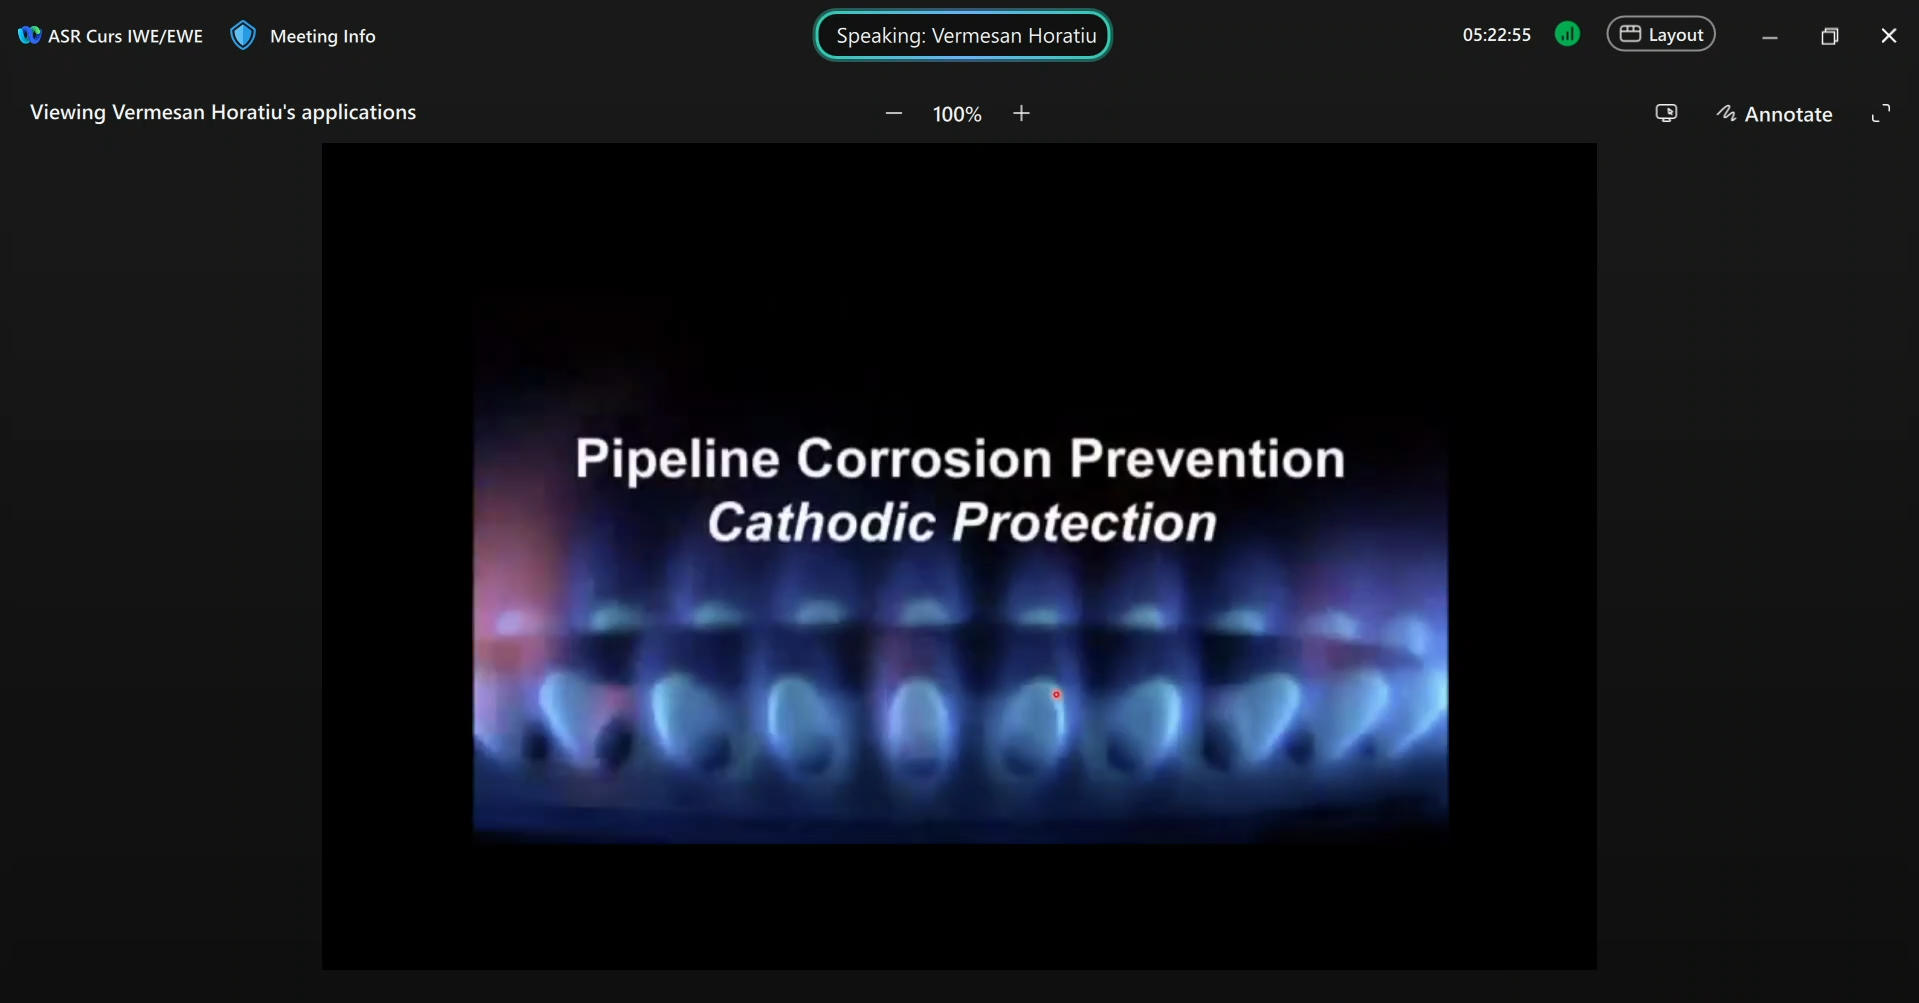 ASR Curs IWE/EWE
Meeting Info
Speaking: Vermesan Horatiu
05:22:55
Layout
Viewing Vermesan Horatiu's applications
100%
Annotate
Pipeline Corrosion Prevention
Cathodic Protection